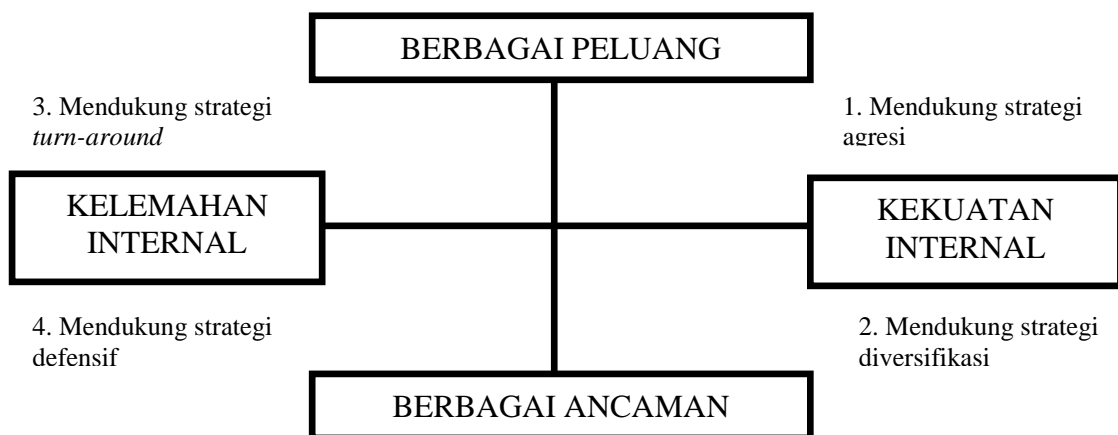 BERBAGAI PELUANG
3. Mendukung strategi
turn-around
1. Mendukung strategi
agresi
KELEMAHAN
INTERNAL
KEKUATAN
INTERNAL
4. Mendukung strategi
defensif
2. Mendukung strategi
diversifikasi
BERBAGAI ANCAMAN